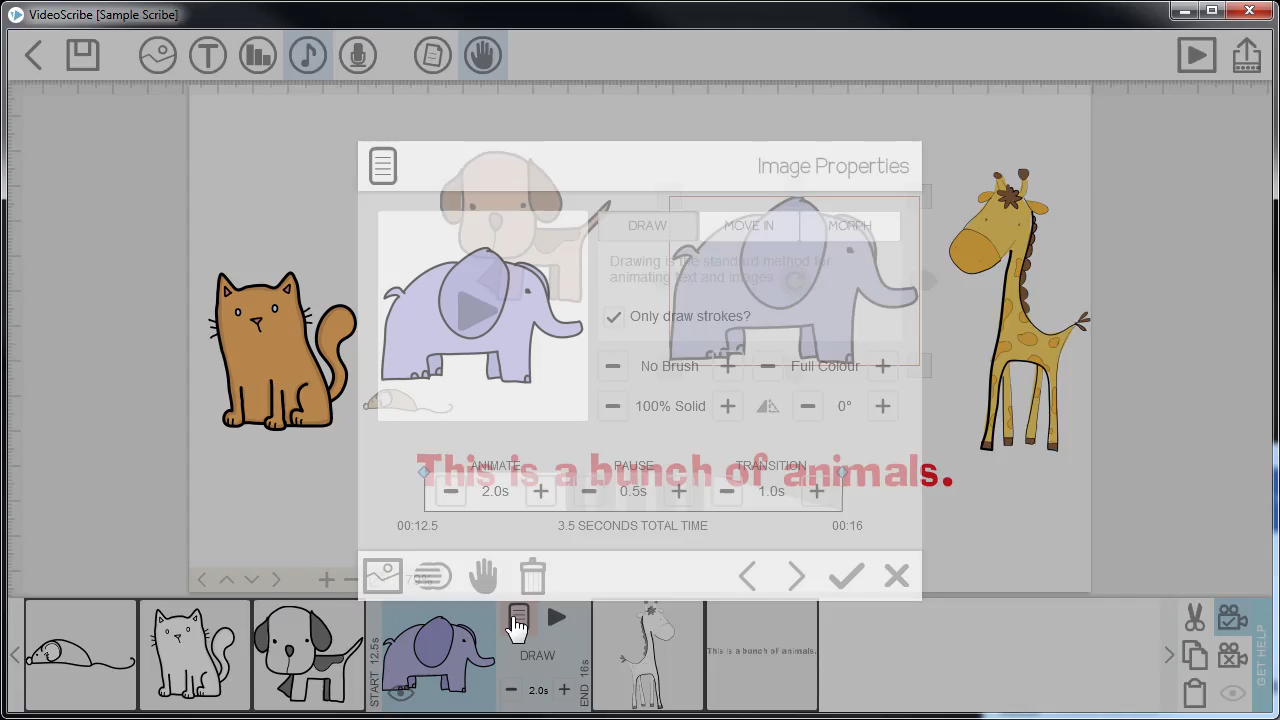 VideoScribe [Sample Scribe]
Image Properties
DRAW MOVE IN MORPH
Drawing is the standard method for
animating text and images
Only draw strokes?
No Brush Full Colour
100% Solid 0°
This is a bunch of animals.
ANIMATE PAUSE TRANSITION
2.0s 0.5s 1.0s
00:12.5 3.5 SECONDS TOTAL TIME 00:16
START 12.5s
DRAW
2.0s
END 16s
This is a bunch of animals.
GET HELP